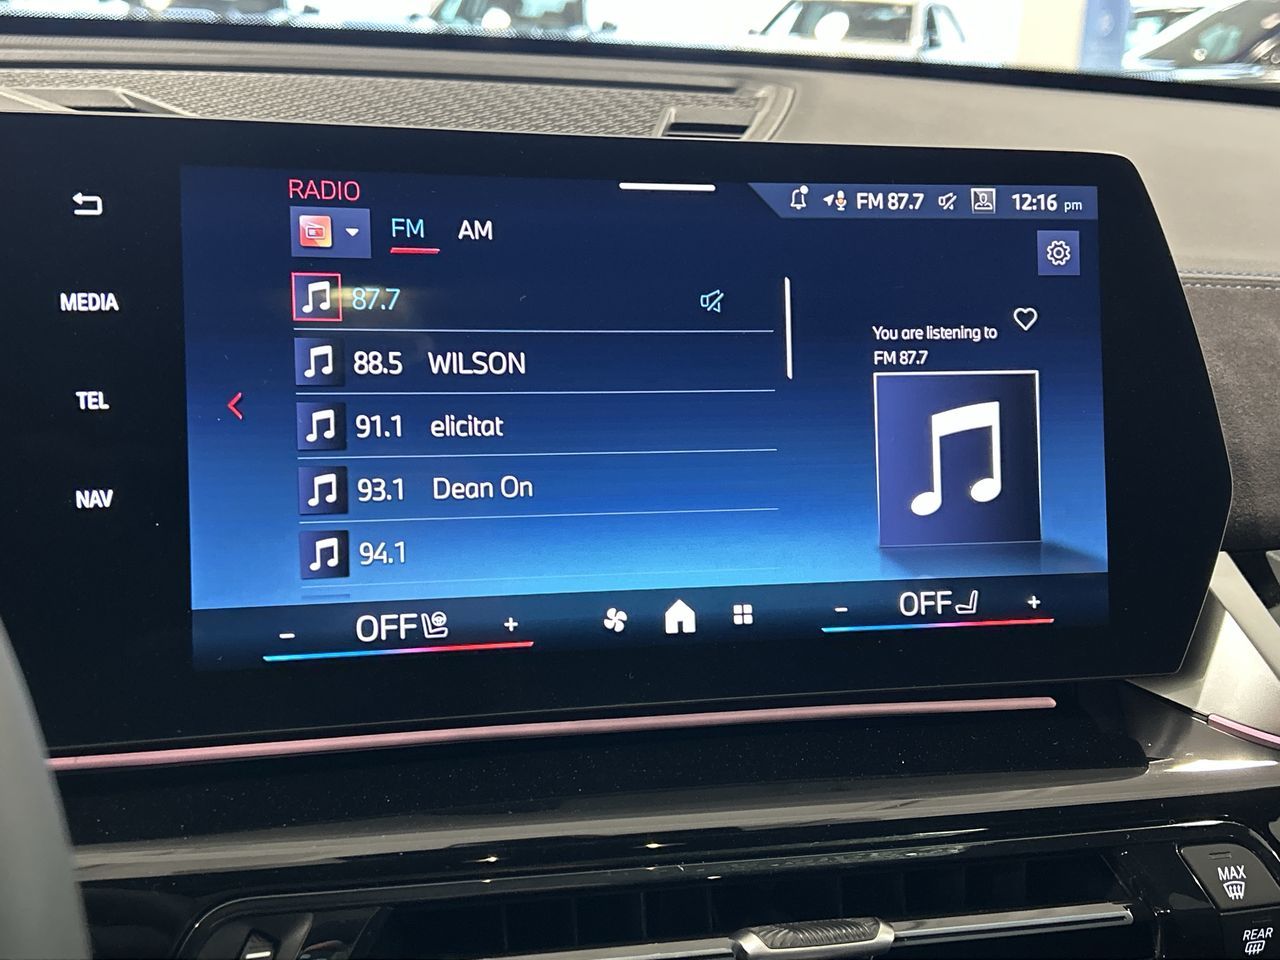 RADIO
FM 87.7 12:16 pm
FM AM
MEDIA
87.7
You are listening to
FM 87.7
88.5 WILSON
TEL
91.1 elicitat
NAV
93.1 Dean On
94.1
- OFF + - OFF +
MAX
REAR